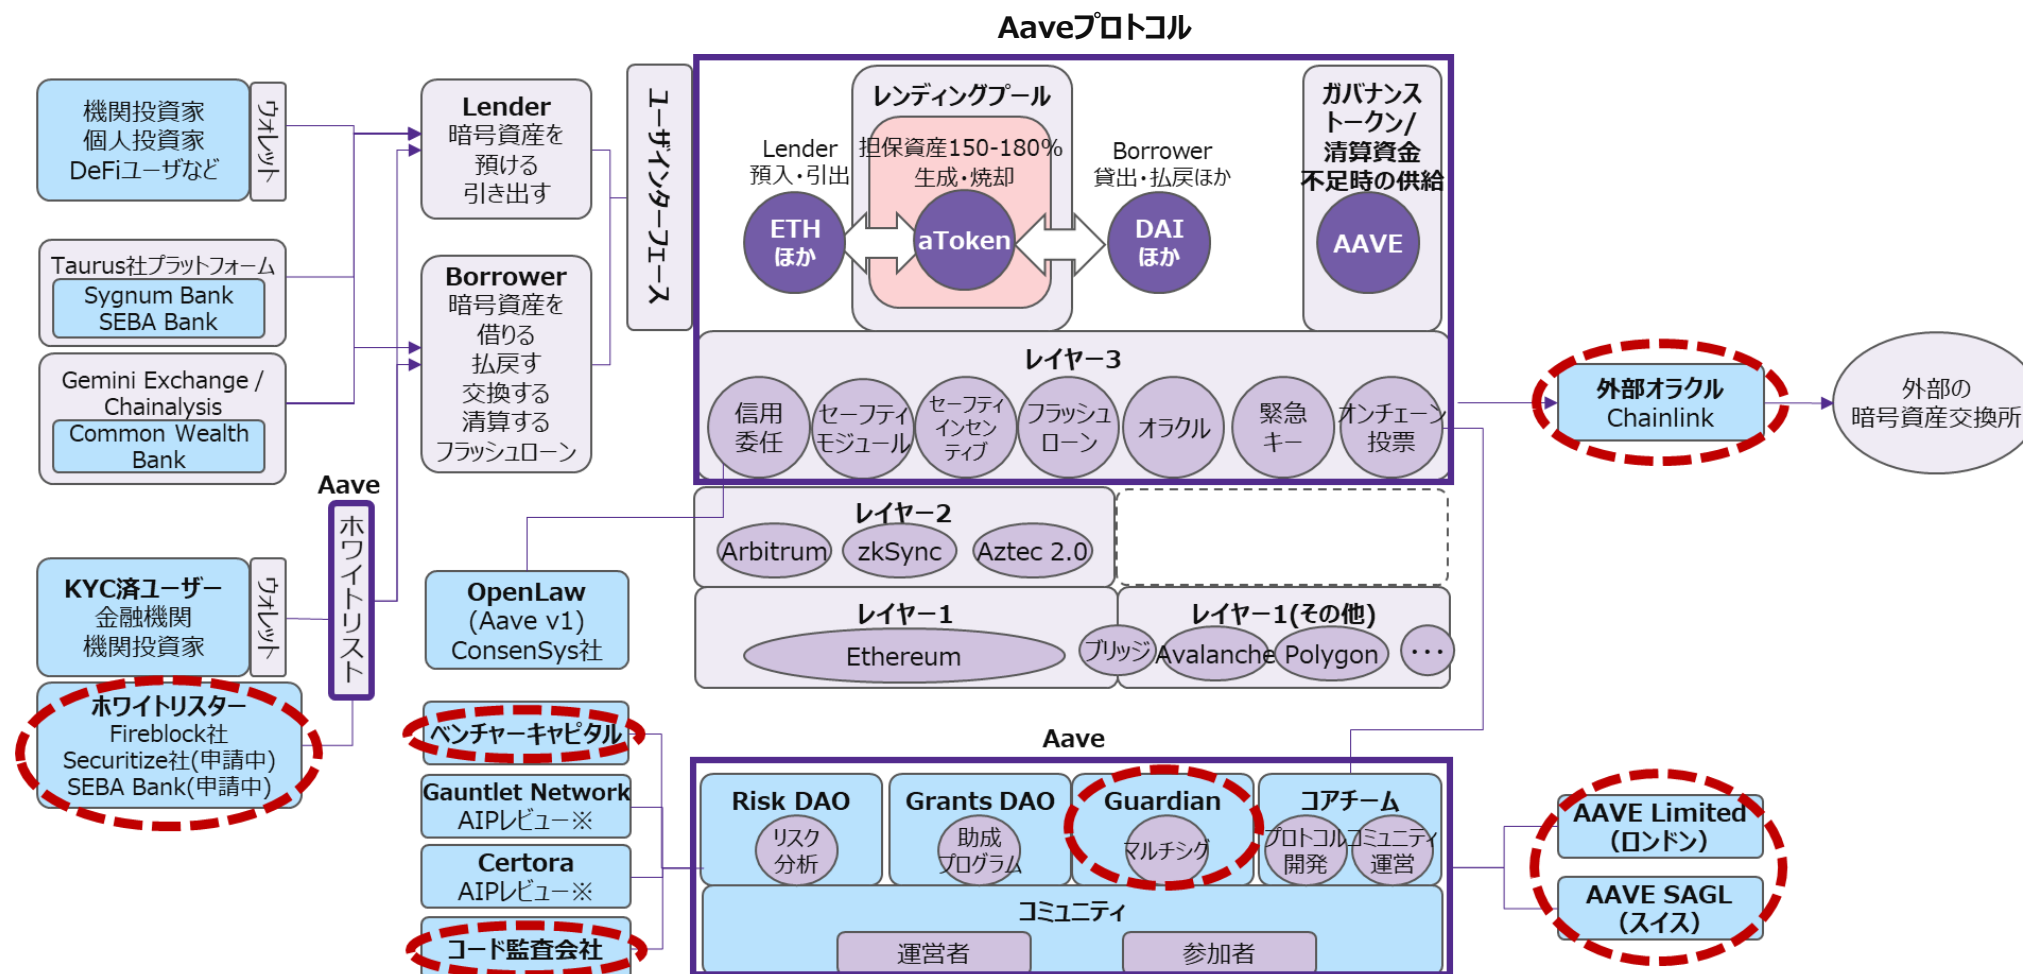 Aaveプロトコル
機関投資家
個人投資家
DeFiユーザなど
ウォレット
Taurus社プラットフォーム
Sygnum Bank
SEBA Bank
Gemini Exchange /
Chainalysis
Common Wealth
Bank
Aave
ホワイトリスト
KYC済ユーザー
金融機関
機関投資家
ウォレット
ホワイトリスター
Fireblock社
Securitize社(申請中)
SEBA Bank(申請中)
Lender
暗号資産を
預ける
引き出す
Borrower
暗号資産を
借りる
払戻す
交換する
清算する
フラッシュローン
ユーザインターフェース
レンディングプール
担保資産150-180%
生成・焼却
Lender
預入・引出
ETH
ほか
aToken
Borrower
貸出・払戻ほか
DAI
ほか
ガバナンス
トークン/
清算資金
不足時の供給
AAVE
レイヤー3
信用
委任
セーフティ
モジュール
セーフティ
インセン
ティブ
フラッシュ
ローン
オラクル
緊急
キー
オンチェーン
投票
外部オラクル
Chainlink
外部の
暗号資産交換所
レイヤー2
Arbitrum
zkSync
Aztec 2.0
レイヤー1
Ethereum
ブリッジ
レイヤー1(その他)
Avalanche
Polygon
・・・
OpenLaw
(Aave v1)
ConsenSys社
ベンチャーキャピタル
Gauntlet Network
AIPレビュー※
Certora
AIPレビュー※
コード監査会社
Aave
Risk DAO
リスク
分析
Grants DAO
助成
プログラム
Guardian
マルチシグ
コアチーム
プロトコル
開発
コミュニティ
運営
コミュニティ
運営者
参加者
AAVE Limited
(ロンドン)
AAVE SAGL
(スイス)